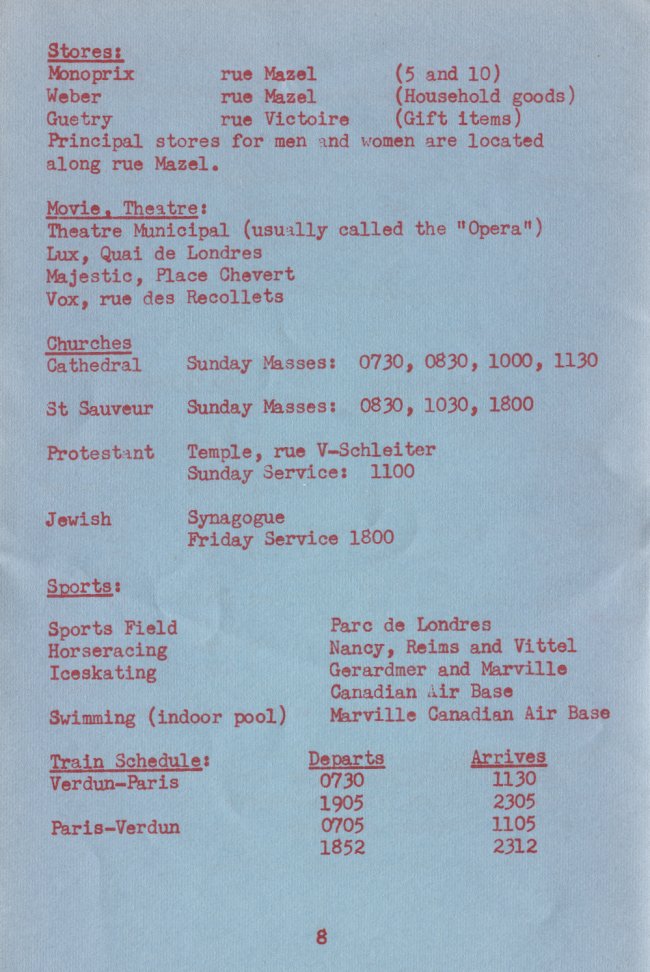 Stores:
Monoprix rue Mazel (5 and 10)
Weber rue Mazel (Household goods)
Guetry rue Victoire (Gift items)
Principal stores for men and women are located
along rue Mazel.
Movie, Theatre:
Theatre Municipal (usually called the "Opera")
Lux, Quai de Londres
Majestic, Place Chevert
Vox, rue des Recollets
Churches
Cathedral Sunday Masses: 0730, 0830, 1000, 1130
St Sauveur Sunday Masses: 0830, 1030, 1800
Protestant Temple, rue V-Schleiter
Sunday Service: 1100
Jewish Synagogue
Friday Service 1800
Sports:
Sports Field Parc de Londres
Horseracing Nancy, Reims and Vittel
Iceskating Gerardmer and Marville
Canadian Air Base
Swimming (indoor pool) Marville Canadian Air Base
Train Schedule: Departs Arrives
Verdun-Paris 0730 1130
1905 2305
Paris-Verdun 0705 1105
1852 2312
8